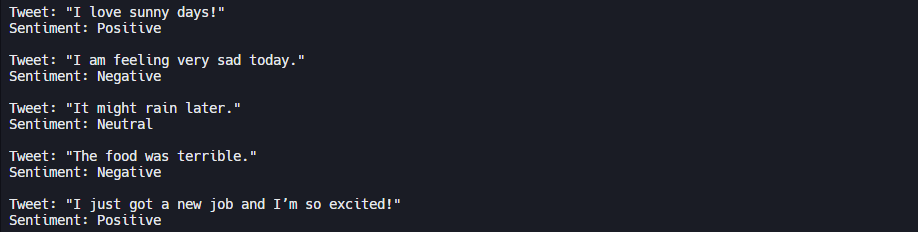 Tweet: "I love sunny days!"
Sentiment: Positive
Tweet: "I am feeling very sad today."
Sentiment: Negative
Tweet: "It might rain later."
Sentiment: Neutral
Tweet: "The food was terrible."
Sentiment: Negative
Tweet: "I just got a new job and I’m so excited!"
Sentiment: Positive